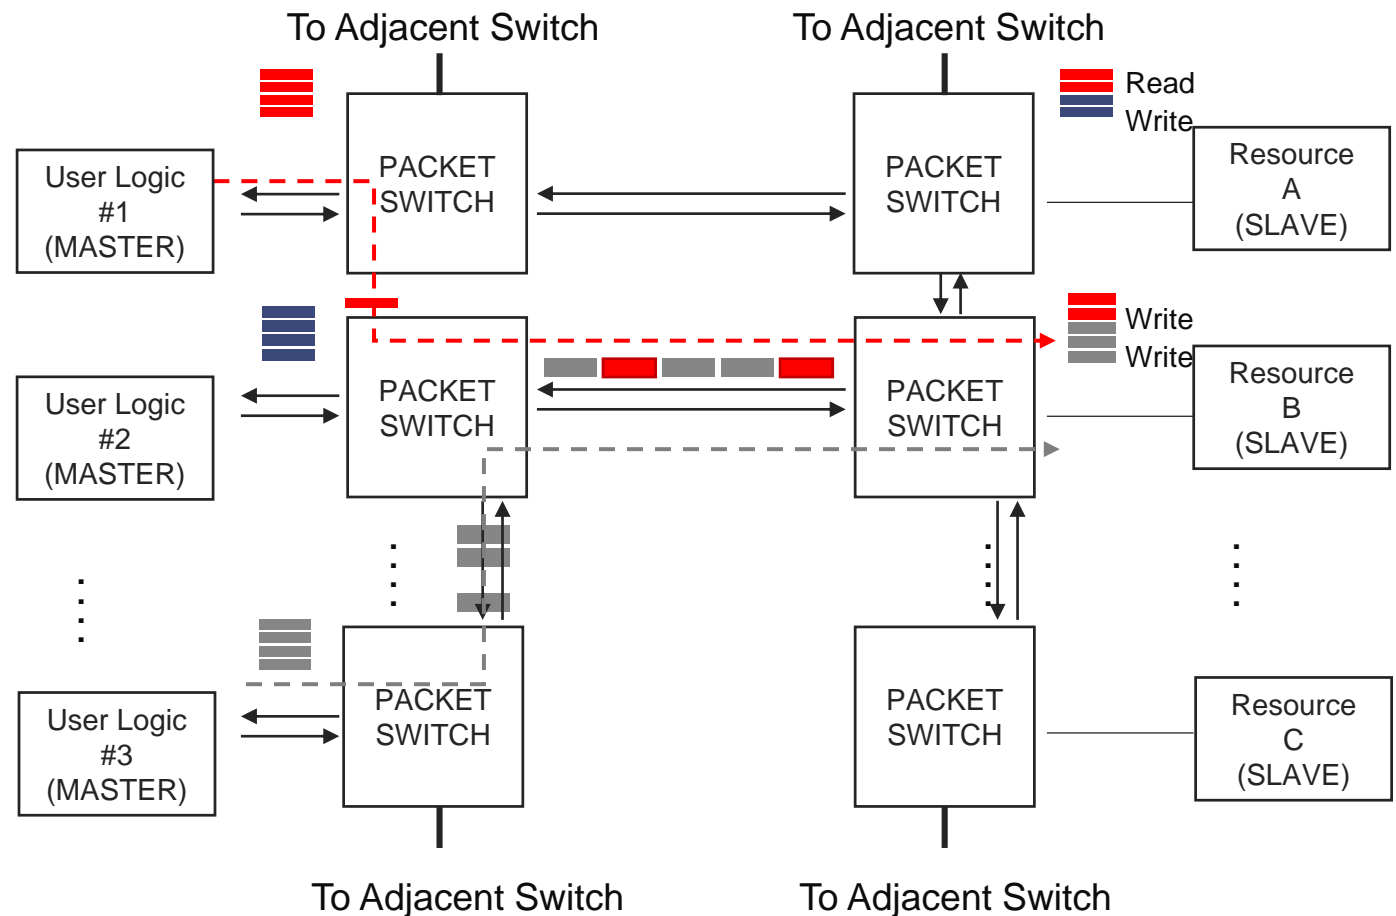 To Adjacent Switch
To Adjacent Switch
Read
Write
PACKET
SWITCH
PACKET
SWITCH
User Logic
#1
(MASTER)
Resource
A
(SLAVE)
Write
Write
PACKET
SWITCH
PACKET
SWITCH
User Logic
#2
(MASTER)
Resource
B
(SLAVE)
PACKET
SWITCH
PACKET
SWITCH
User Logic
#3
(MASTER)
Resource
C
(SLAVE)
To Adjacent Switch
To Adjacent Switch